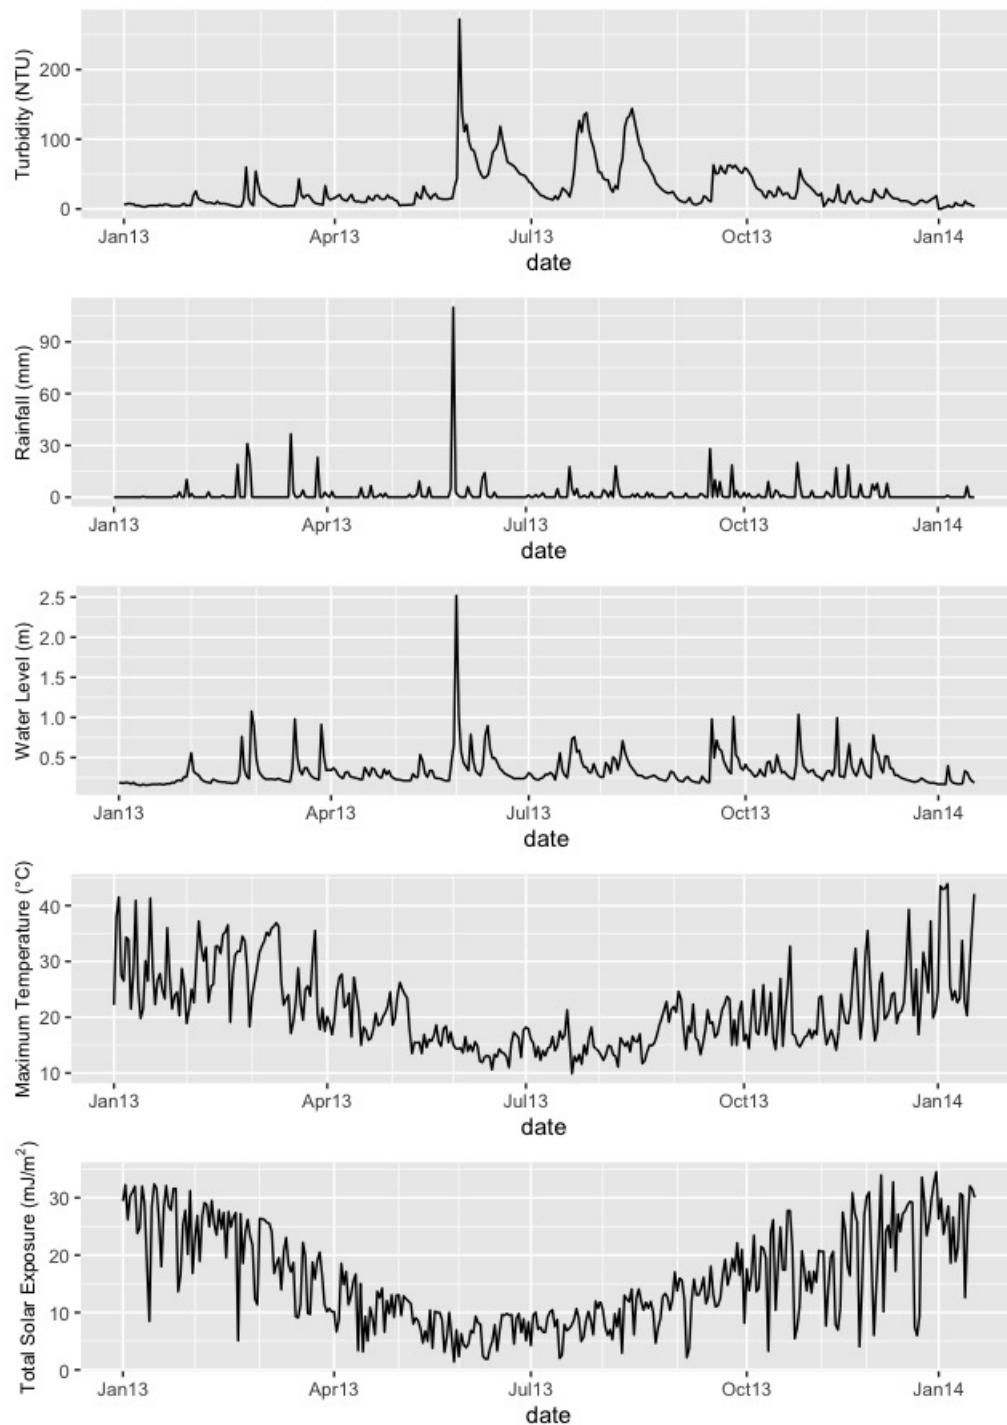 Turbidity (NTU)
200
100
0
Jan13 Apr13 Jul13 Oct13 Jan14
date
Rainfall (mm)
90
60
30
0
Jan13 Apr13 Jul13 Oct13 Jan14
date
Water Level (m)
2.5
2.0
1.5
1.0
0.5
Jan13 Apr13 Jul13 Oct13 Jan14
date
Maximum Temperature (°C)
40
30
20
10
Jan13 Apr13 Jul13 Oct13 Jan14
date
Total Solar Exposure (mJ/m²)
30
20
10
0
Jan13 Apr13 Jul13 Oct13 Jan14
date